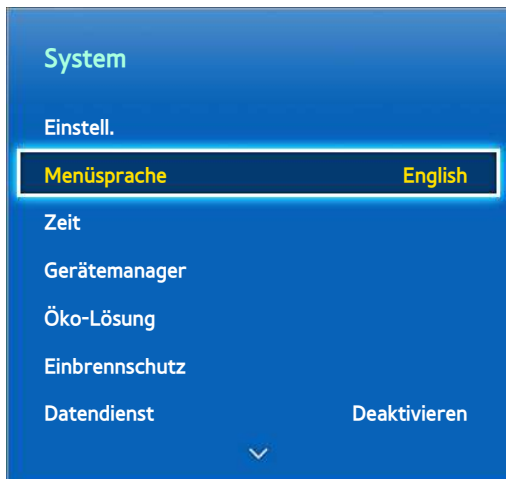 System
Einstell.
Menüsprache English
Zeit
Gerätemanager
Öko-Lösung
Einbrennschutz
Datendienst Deaktivieren